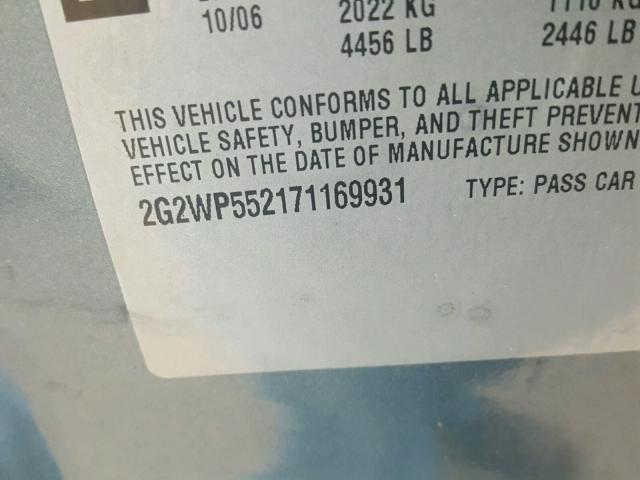 10/06 2022 KG KG
4456 LB 2446 LB
THIS VEHICLE CONFORMS TO ALL APPLICABLE U
VEHICLE SAFETY, BUMPER, AND THEFT PREVENT
EFFECT ON THE DATE OF MANUFACTURE SHOWN
2G2WP552171169931 TYPE: PASS CAR